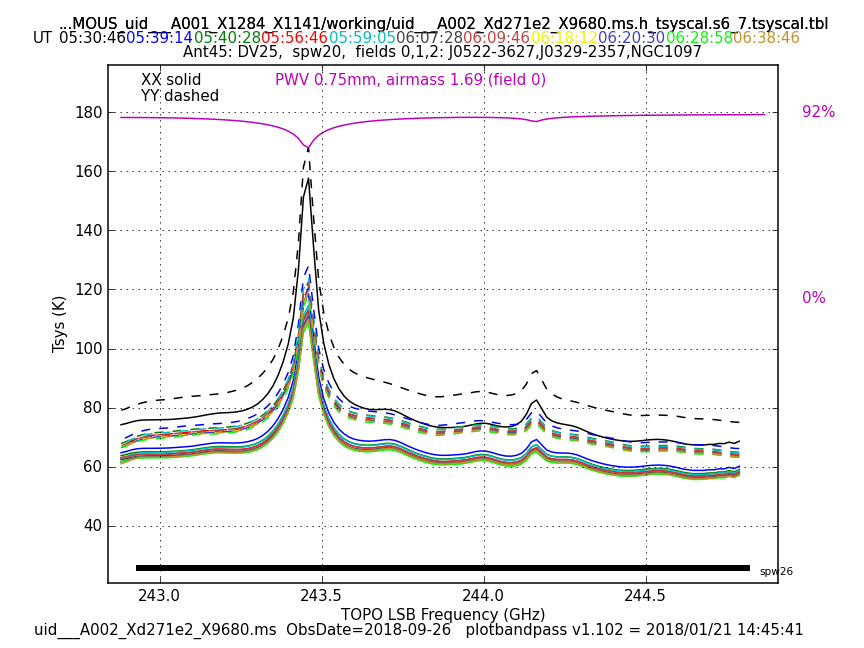 ...MOUS_uid___A001_X1284_X1141/working/uid___A002_Xd271e2_X9680.ms.h_tsyscal.s6_7.tsyscal.tbl
UT 05:30:46 05:39:14 05:40:28 05:56:46 05:59:05 06:07:28 06:09:46 06:18:12 06:20:30 06:28:58 06:38:46
Ant45: DV25, spw20, fields 0,1,2: J0522-3627,J0329-2357,NGC1097
XX solid
PWV 0.75mm, airmass 1.69 (field 0)
YY dashed
180
92%
160
140
120
0%
100
80
60
40
Tsys (K)
spw26
243.0 243.5 244.0 244.5
TOPO LSB Frequency (GHz)
uid___A002_Xd271e2_X9680.ms ObsDate=2018-09-26 plotbandpass v1.102 = 2018/01/21 14:45:41